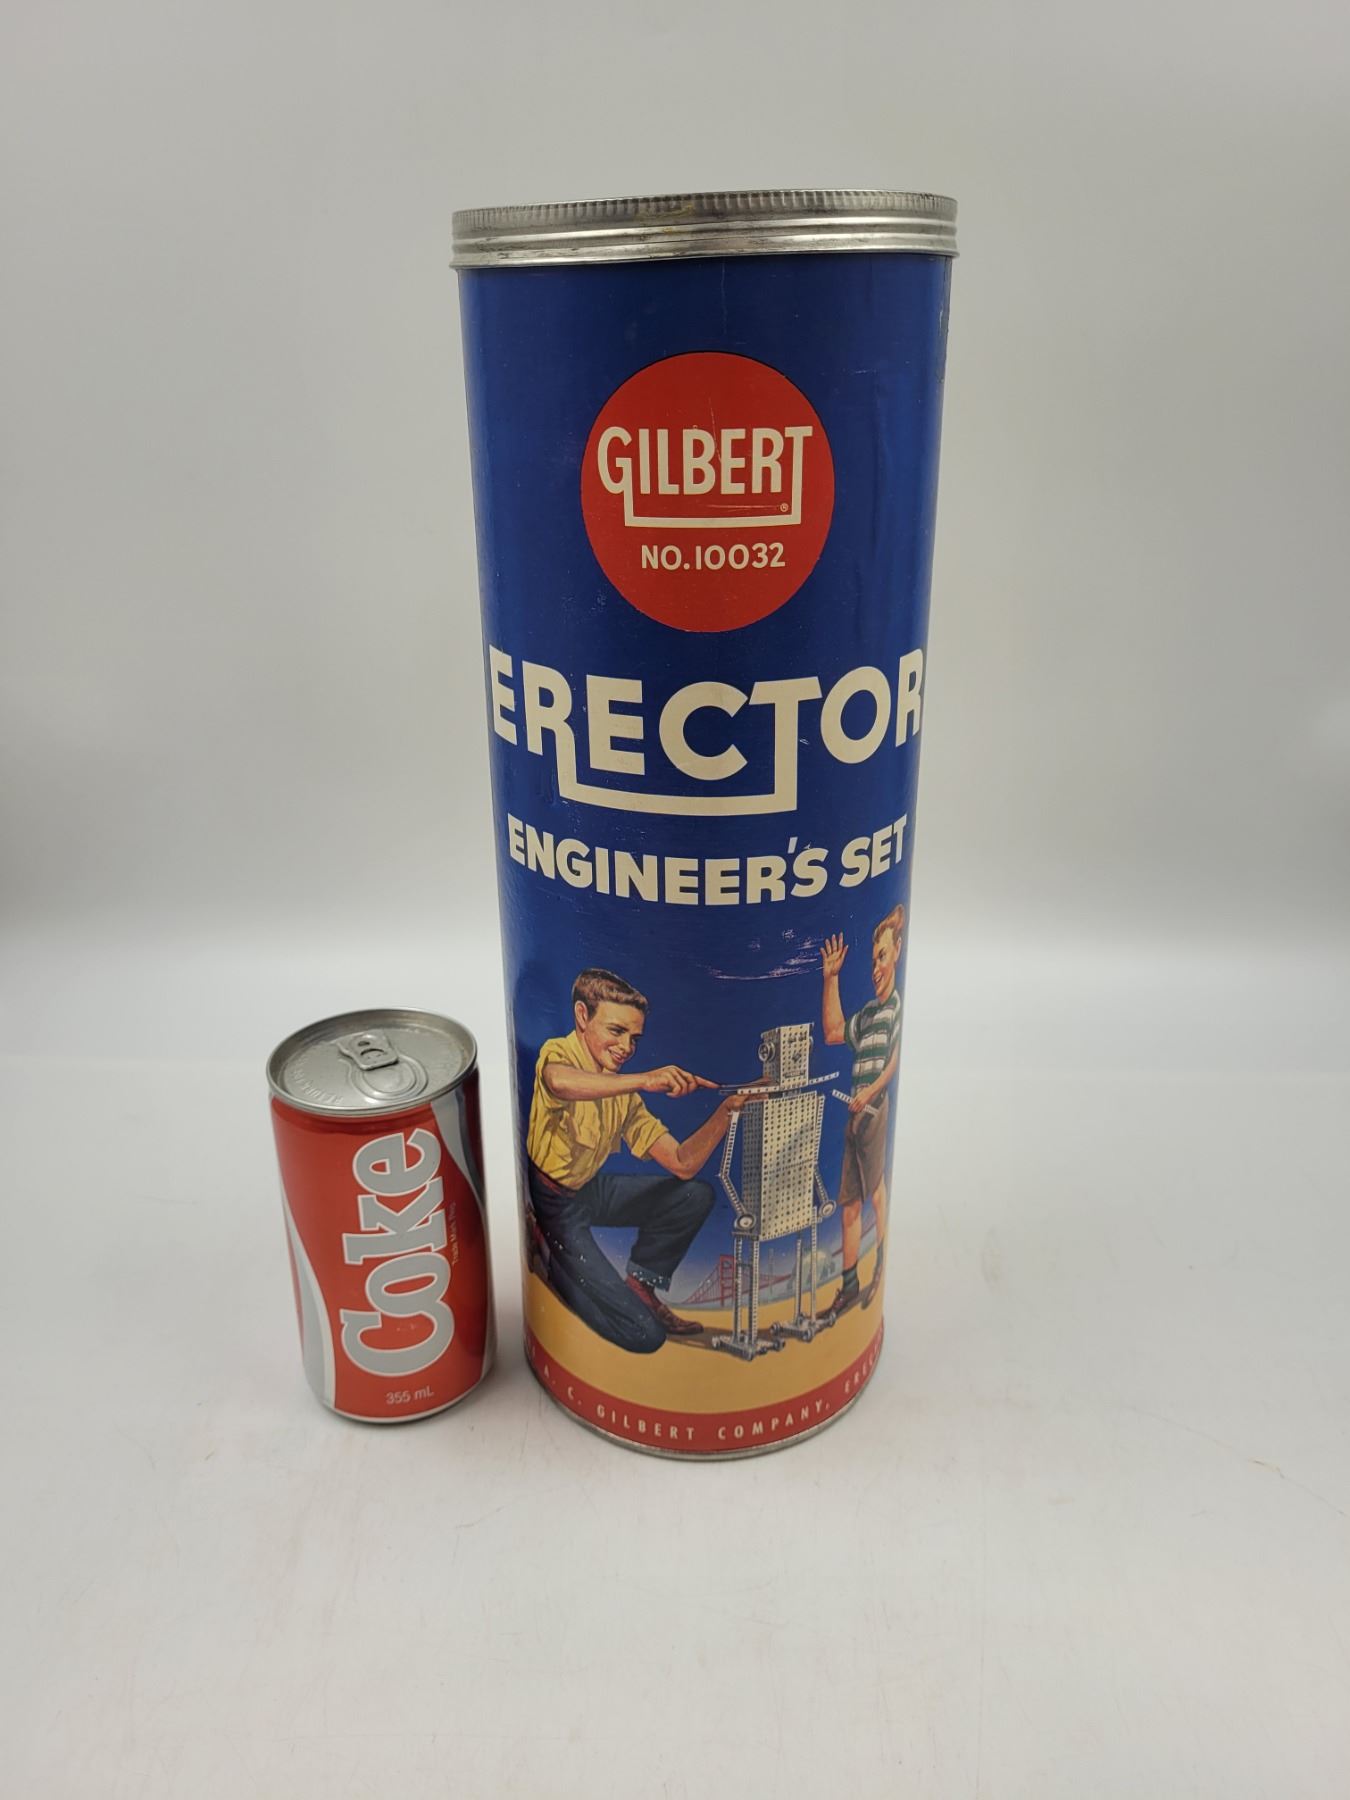 GILBERT
®
NO. 10032
ERECTOR
ENGINEER'S SET
A. C. GILBERT COMPANY,
Coke
355 mL